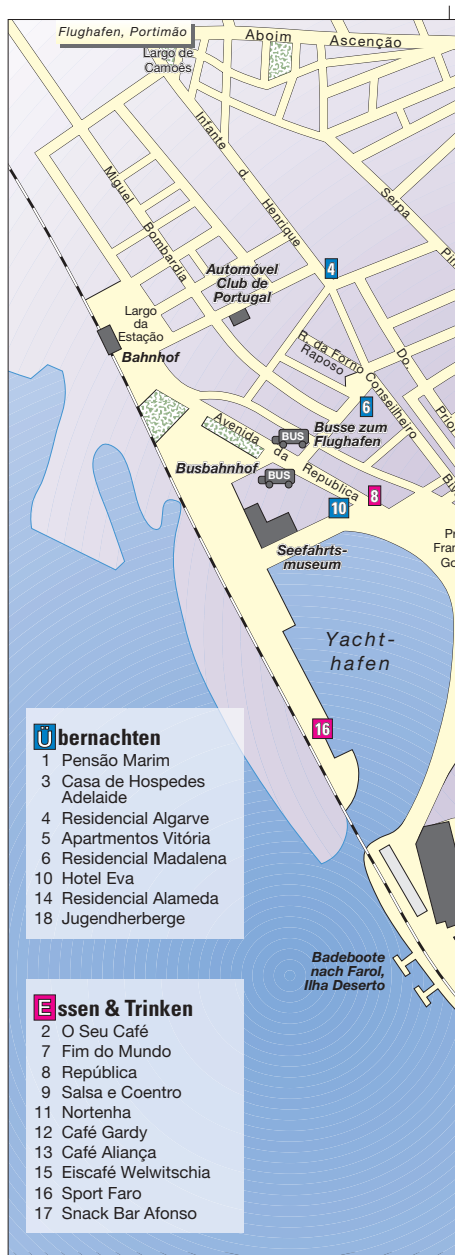 Flughafen, Portimão
Aboim Ascenção
Largo de
Camoês
Infante d. Henrique
Serpa
Miguel Bombardia
4
Automóvel
Club de
Portugal
Largo
da
Estação
Bahnhof
R. da Forno
Raposo
Conselheiro
Do.
6
Avenida da Republica
BUS
Busse zum
Flughafen
Busbahnhof
BUS
8
10
Seefahrts-
museum
Yacht-
hafen
16
Übernachten
1 Pensão Marim
3 Casa de Hospedes
Adelaide
4 Residencial Algarve
5 Apartmentos Vitória
6 Residencial Madalena
10 Hotel Eva
14 Residencial Alameda
18 Jugendherberge
Badeboote
nach Farol,
Ilha Deserto
Essen & Trinken
2 O Seu Café
7 Fim do Mundo
8 República
9 Salsa e Coentro
11 Nortenha
12 Café Gardy
13 Café Aliança
15 Eiscafé Welwitschia
16 Sport Faro
17 Snack Bar Afonso